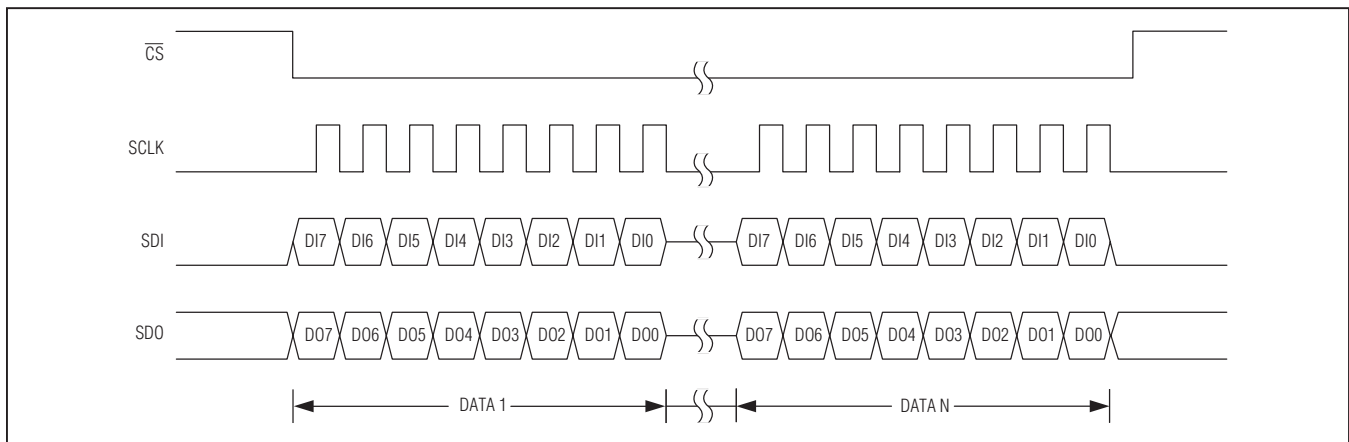 CS
SCLK
SDI DI7 DI6 DI5 DI4 DI3 DI2 DI1 DI0 DI7 DI6 DI5 DI4 DI3 DI2 DI1 DI0
SDO DO7 DO6 DO5 DO4 DO3 DO2 DO1 DO0 DO7 DO6 DO5 DO4 DO3 DO2 DO1 DO0
DATA 1 DATA N